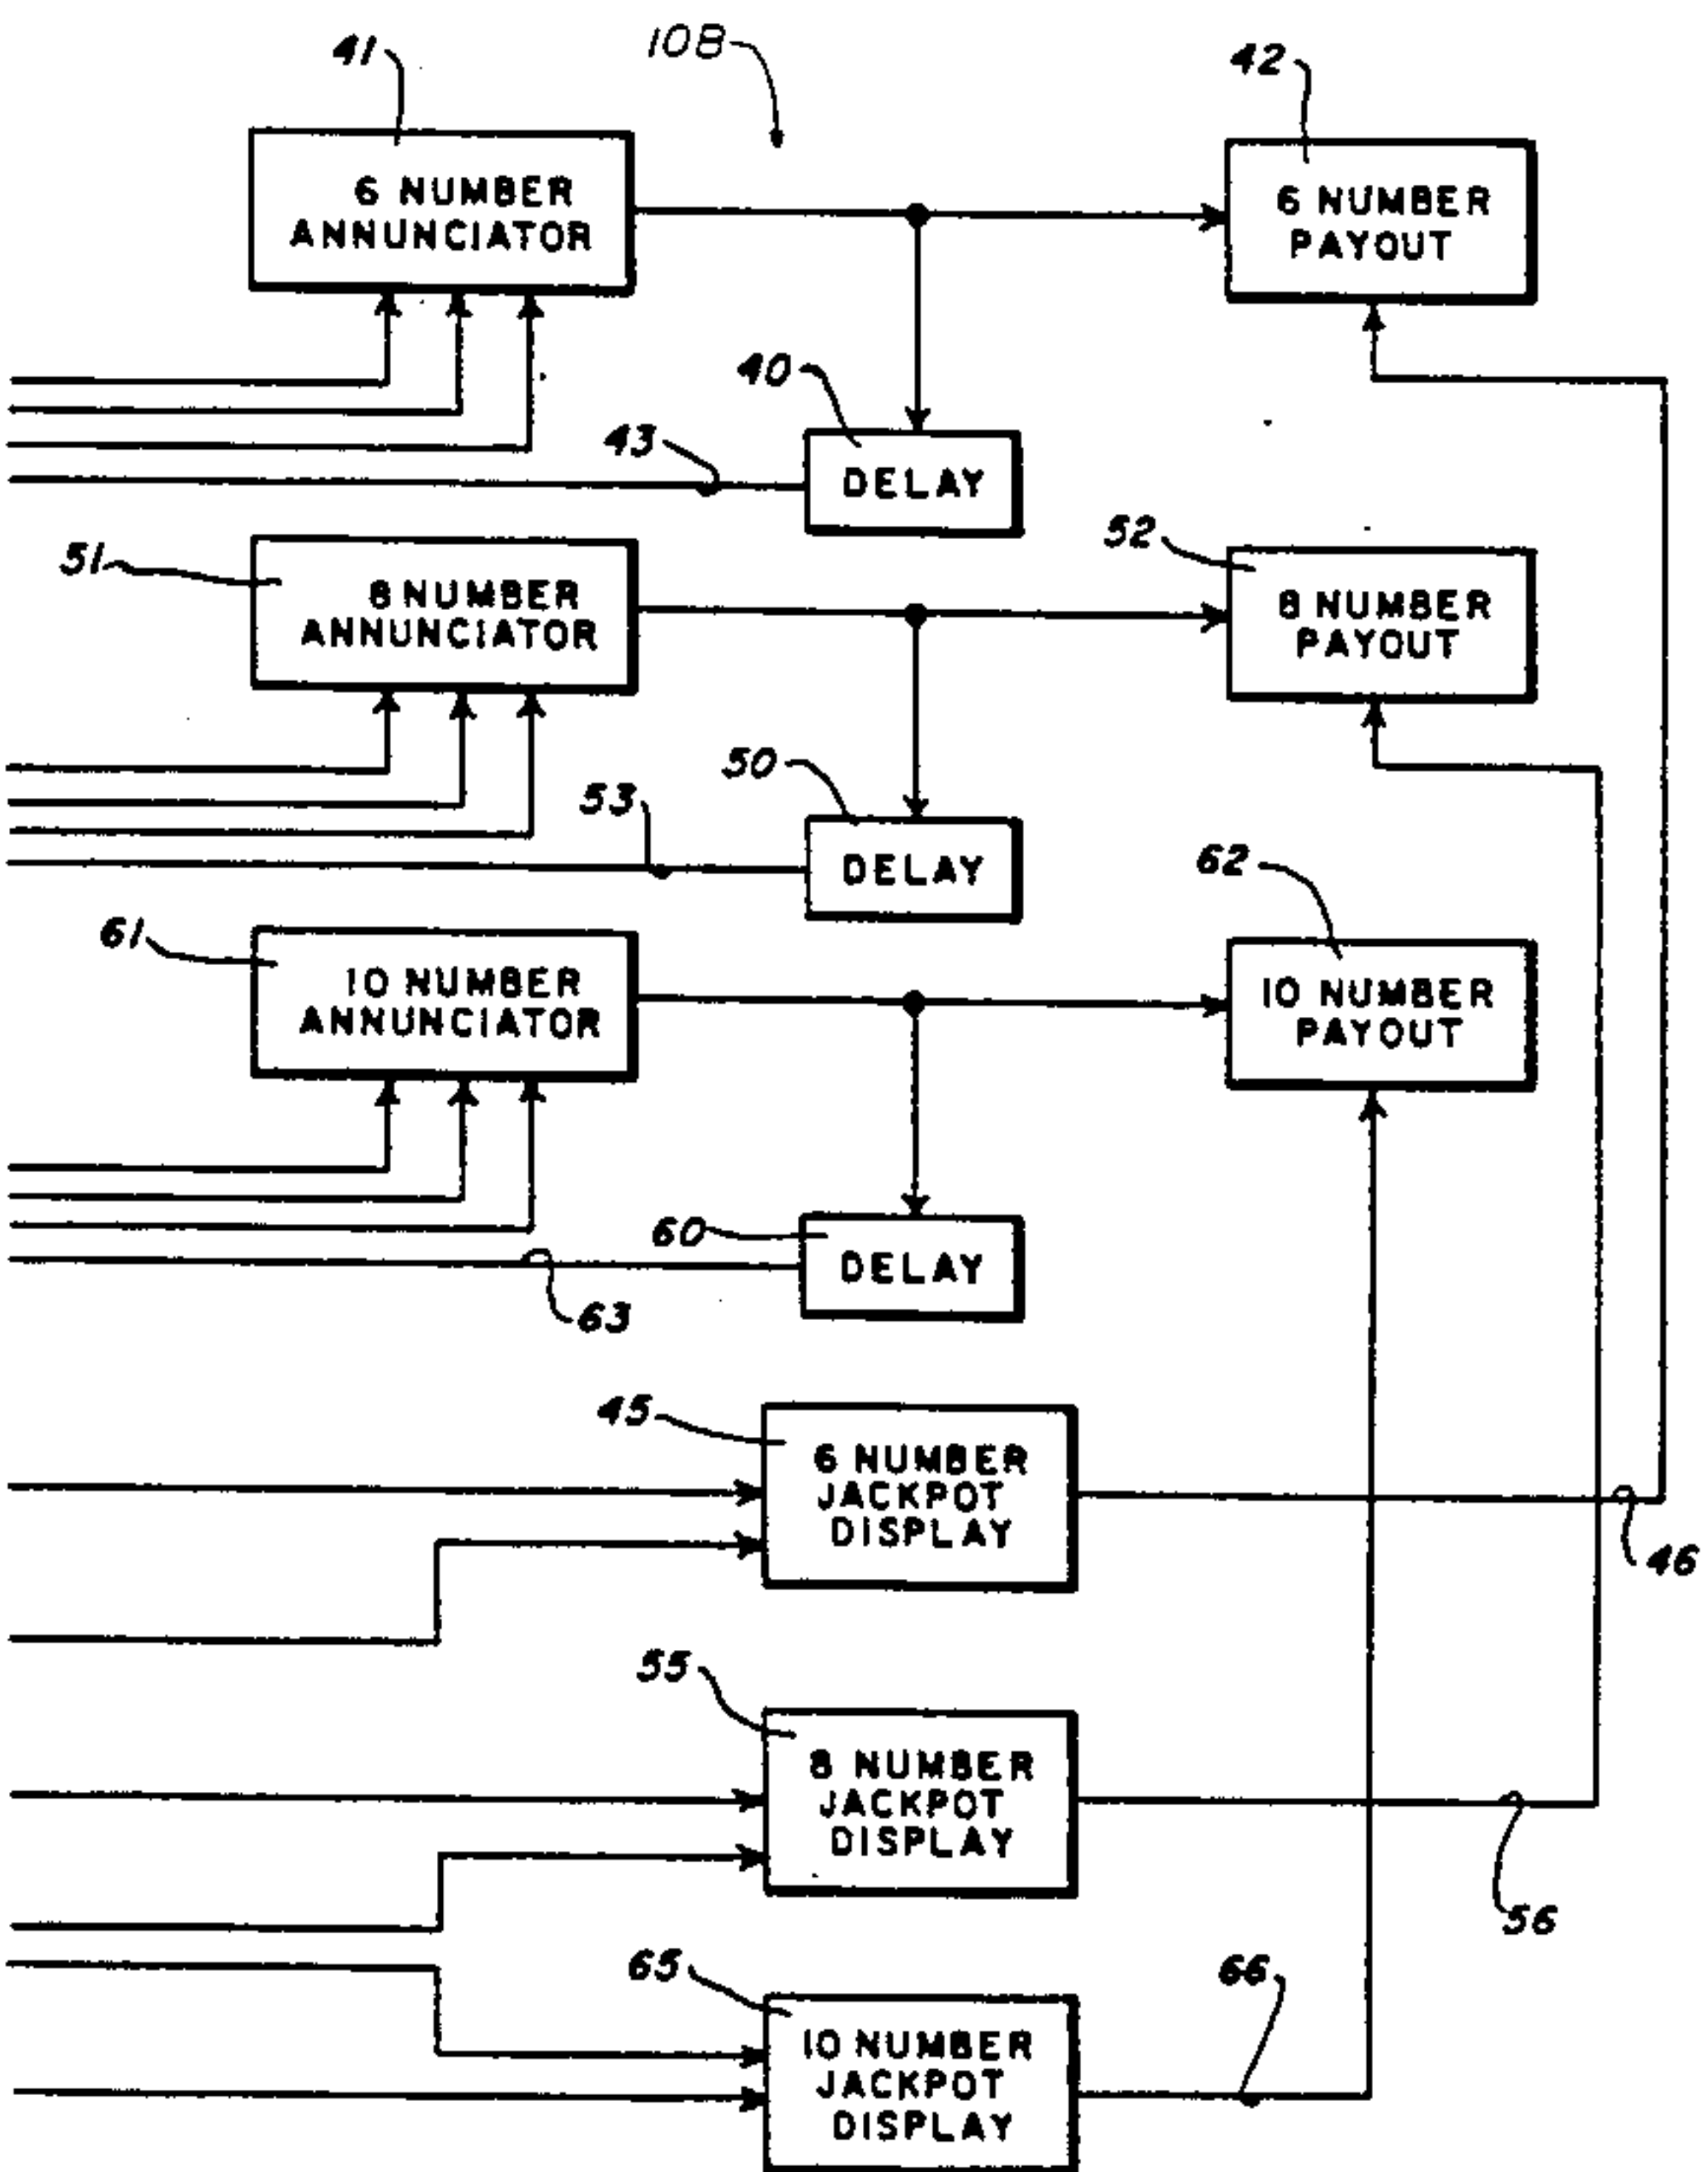 41
108
42
6 NUMBER
ANNUNCIATOR
6 NUMBER
PAYOUT
40
43
DELAY
51
52
8 NUMBER
ANNUNCIATOR
8 NUMBER
PAYOUT
50
53
DELAY
62
61
10 NUMBER
ANNUNCIATOR
10 NUMBER
PAYOUT
60
DELAY
63
45
6 NUMBER
JACKPOT
DISPLAY
46
55
8 NUMBER
JACKPOT
DISPLAY
56
65
66
10 NUMBER
JACKPOT
DISPLAY